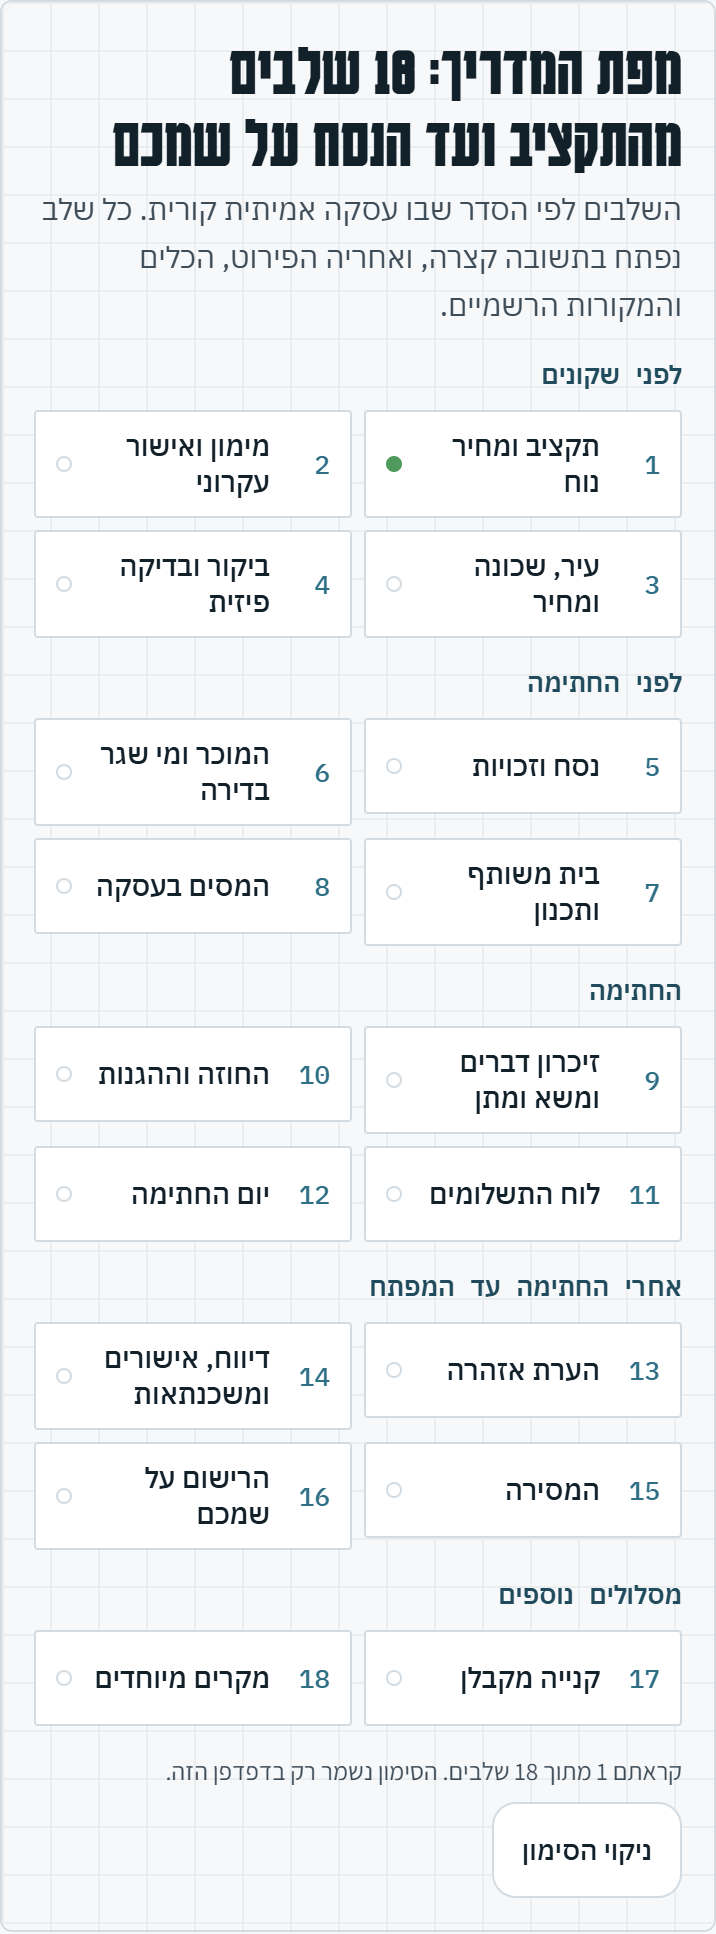 מפת המדריך: 18 שלבים
מהתקציב ועד הנסח על שמכם
השלבים לפי הסדר שבו עסקה אמיתית קורית. כל שלב
נפתח בתשובה קצרה, ואחריה הפירוט, הכלים
והמקורות הרשמיים.
לפני שקונים
1 תקציב ומחיר
נוח
2 מימון ואישור
עקרוני
3 עיר, שכונה
ומחיר
4 ביקור ובדיקה
פיזית
לפני החתימה
5 נסח וזכויות
6 המוכר ומי שגר
בדירה
7 בית משותף
ותכנון
8 המסים בעסקה
החתימה
9 זיכרון דברים
ומשא ומתן
10 החוזה וההגנות
11 לוח התשלומים
12 יום החתימה
אחרי החתימה עד המפתח
13 הערת אזהרה
14 דיווח, אישורים
ומשכנתאות
15 המסירה
16 הרישום על
שמכם
מסלולים נוספים
17 קנייה מקבלן
18 מקרים מיוחדים
קראתם 1 מתוך 18 שלבים. הסימון נשמר רק בדפדפן הזה.
ניקוי הסימון